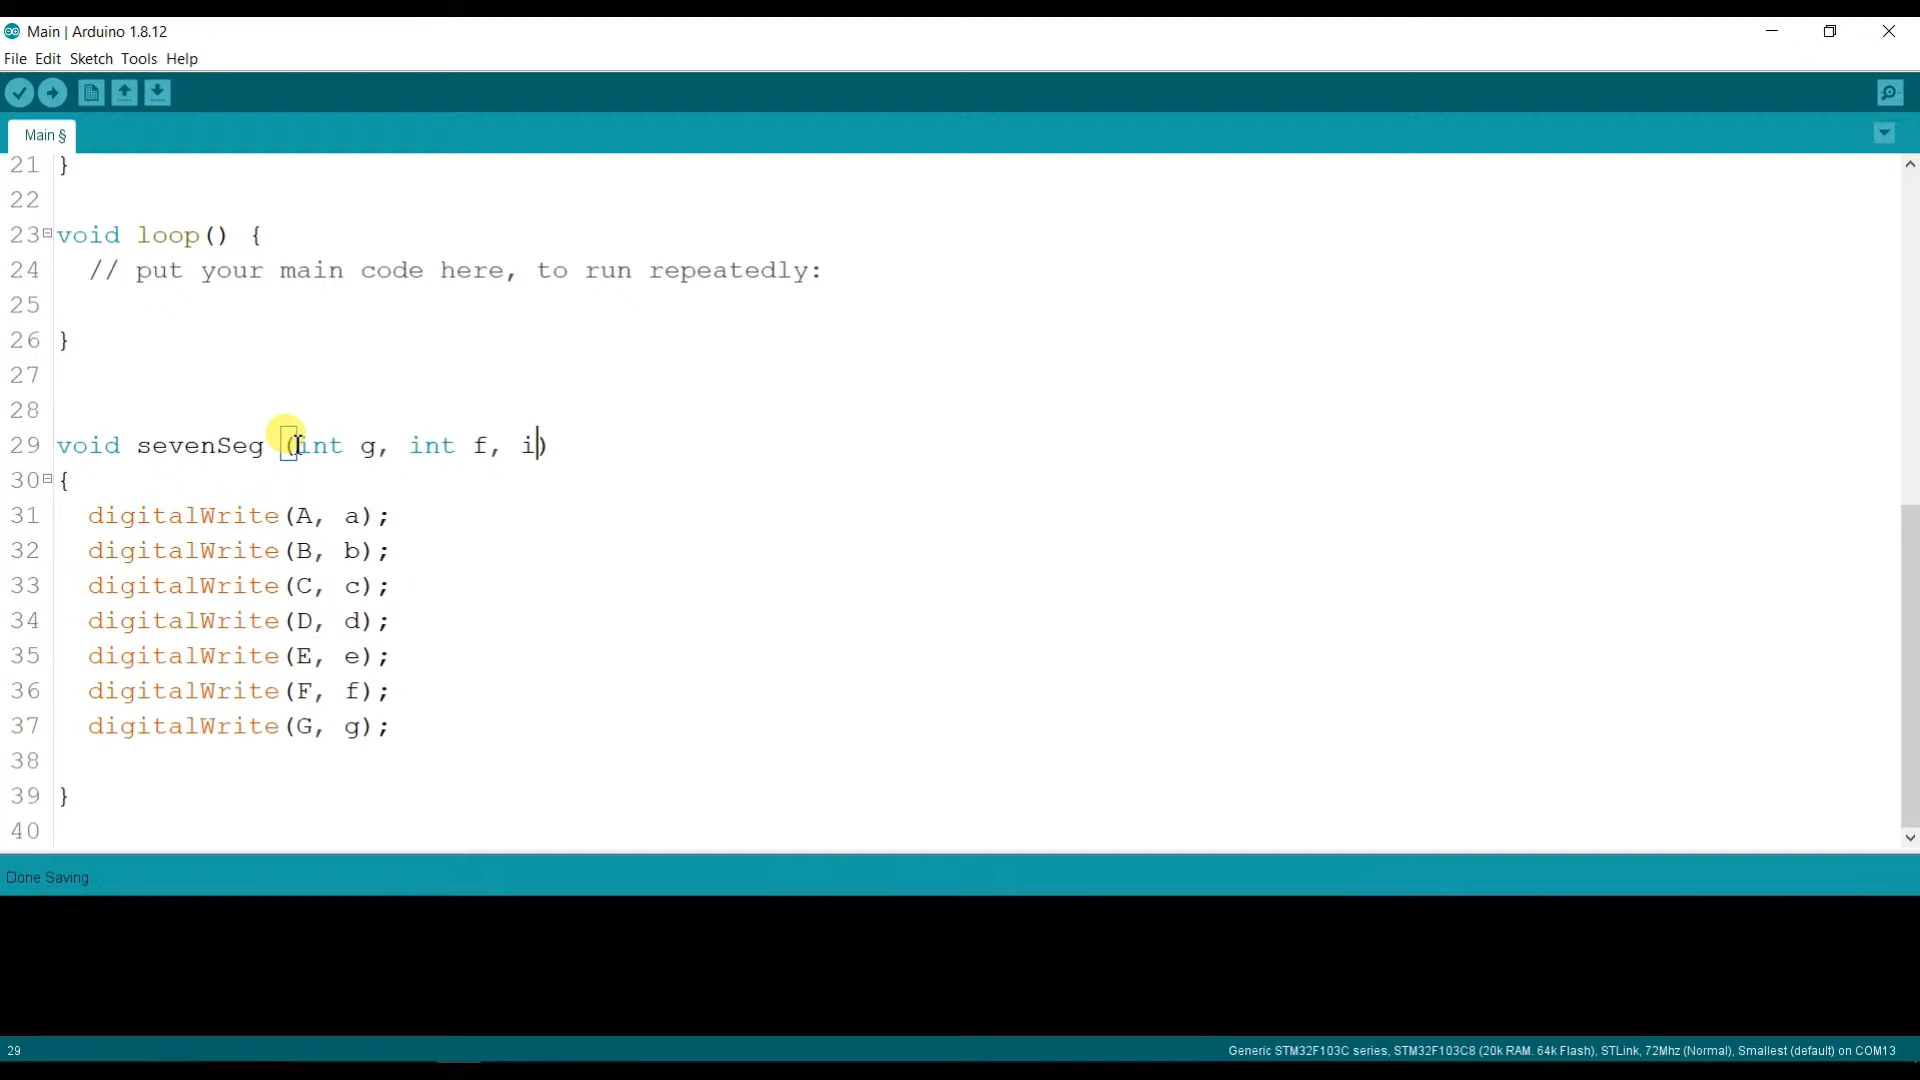 Main | Arduino 1.8.12
File Edit Sketch Tools Help
Main §
21 }
22
23 void loop() {
24 // put your main code here, to run repeatedly:
25
26 }
27
28
29 void sevenSeg (int g, int f, i)
30 {
31 digitalWrite(A, a);
32 digitalWrite(B, b);
33 digitalWrite(C, c);
34 digitalWrite(D, d);
35 digitalWrite(E, e);
36 digitalWrite(F, f);
37 digitalWrite(G, g);
38
39 }
40
Done Saving.
29 Generic STM32F103C series, STM32F103C8 (20k RAM. 64k Flash), STLink, 72Mhz (Normal), Smallest (default) on COM13